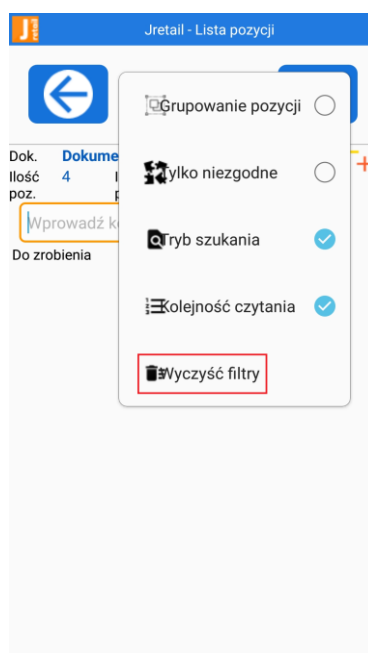 J retail
Jretail - Lista pozycji
Grupowanie pozycji
Tylko niezgodne
Tryb szukania
Kolejność czytania
Wyczyść filtry
Dok. Dokume
Ilość 4
poz.
Wprowadź k
Do zrobienia